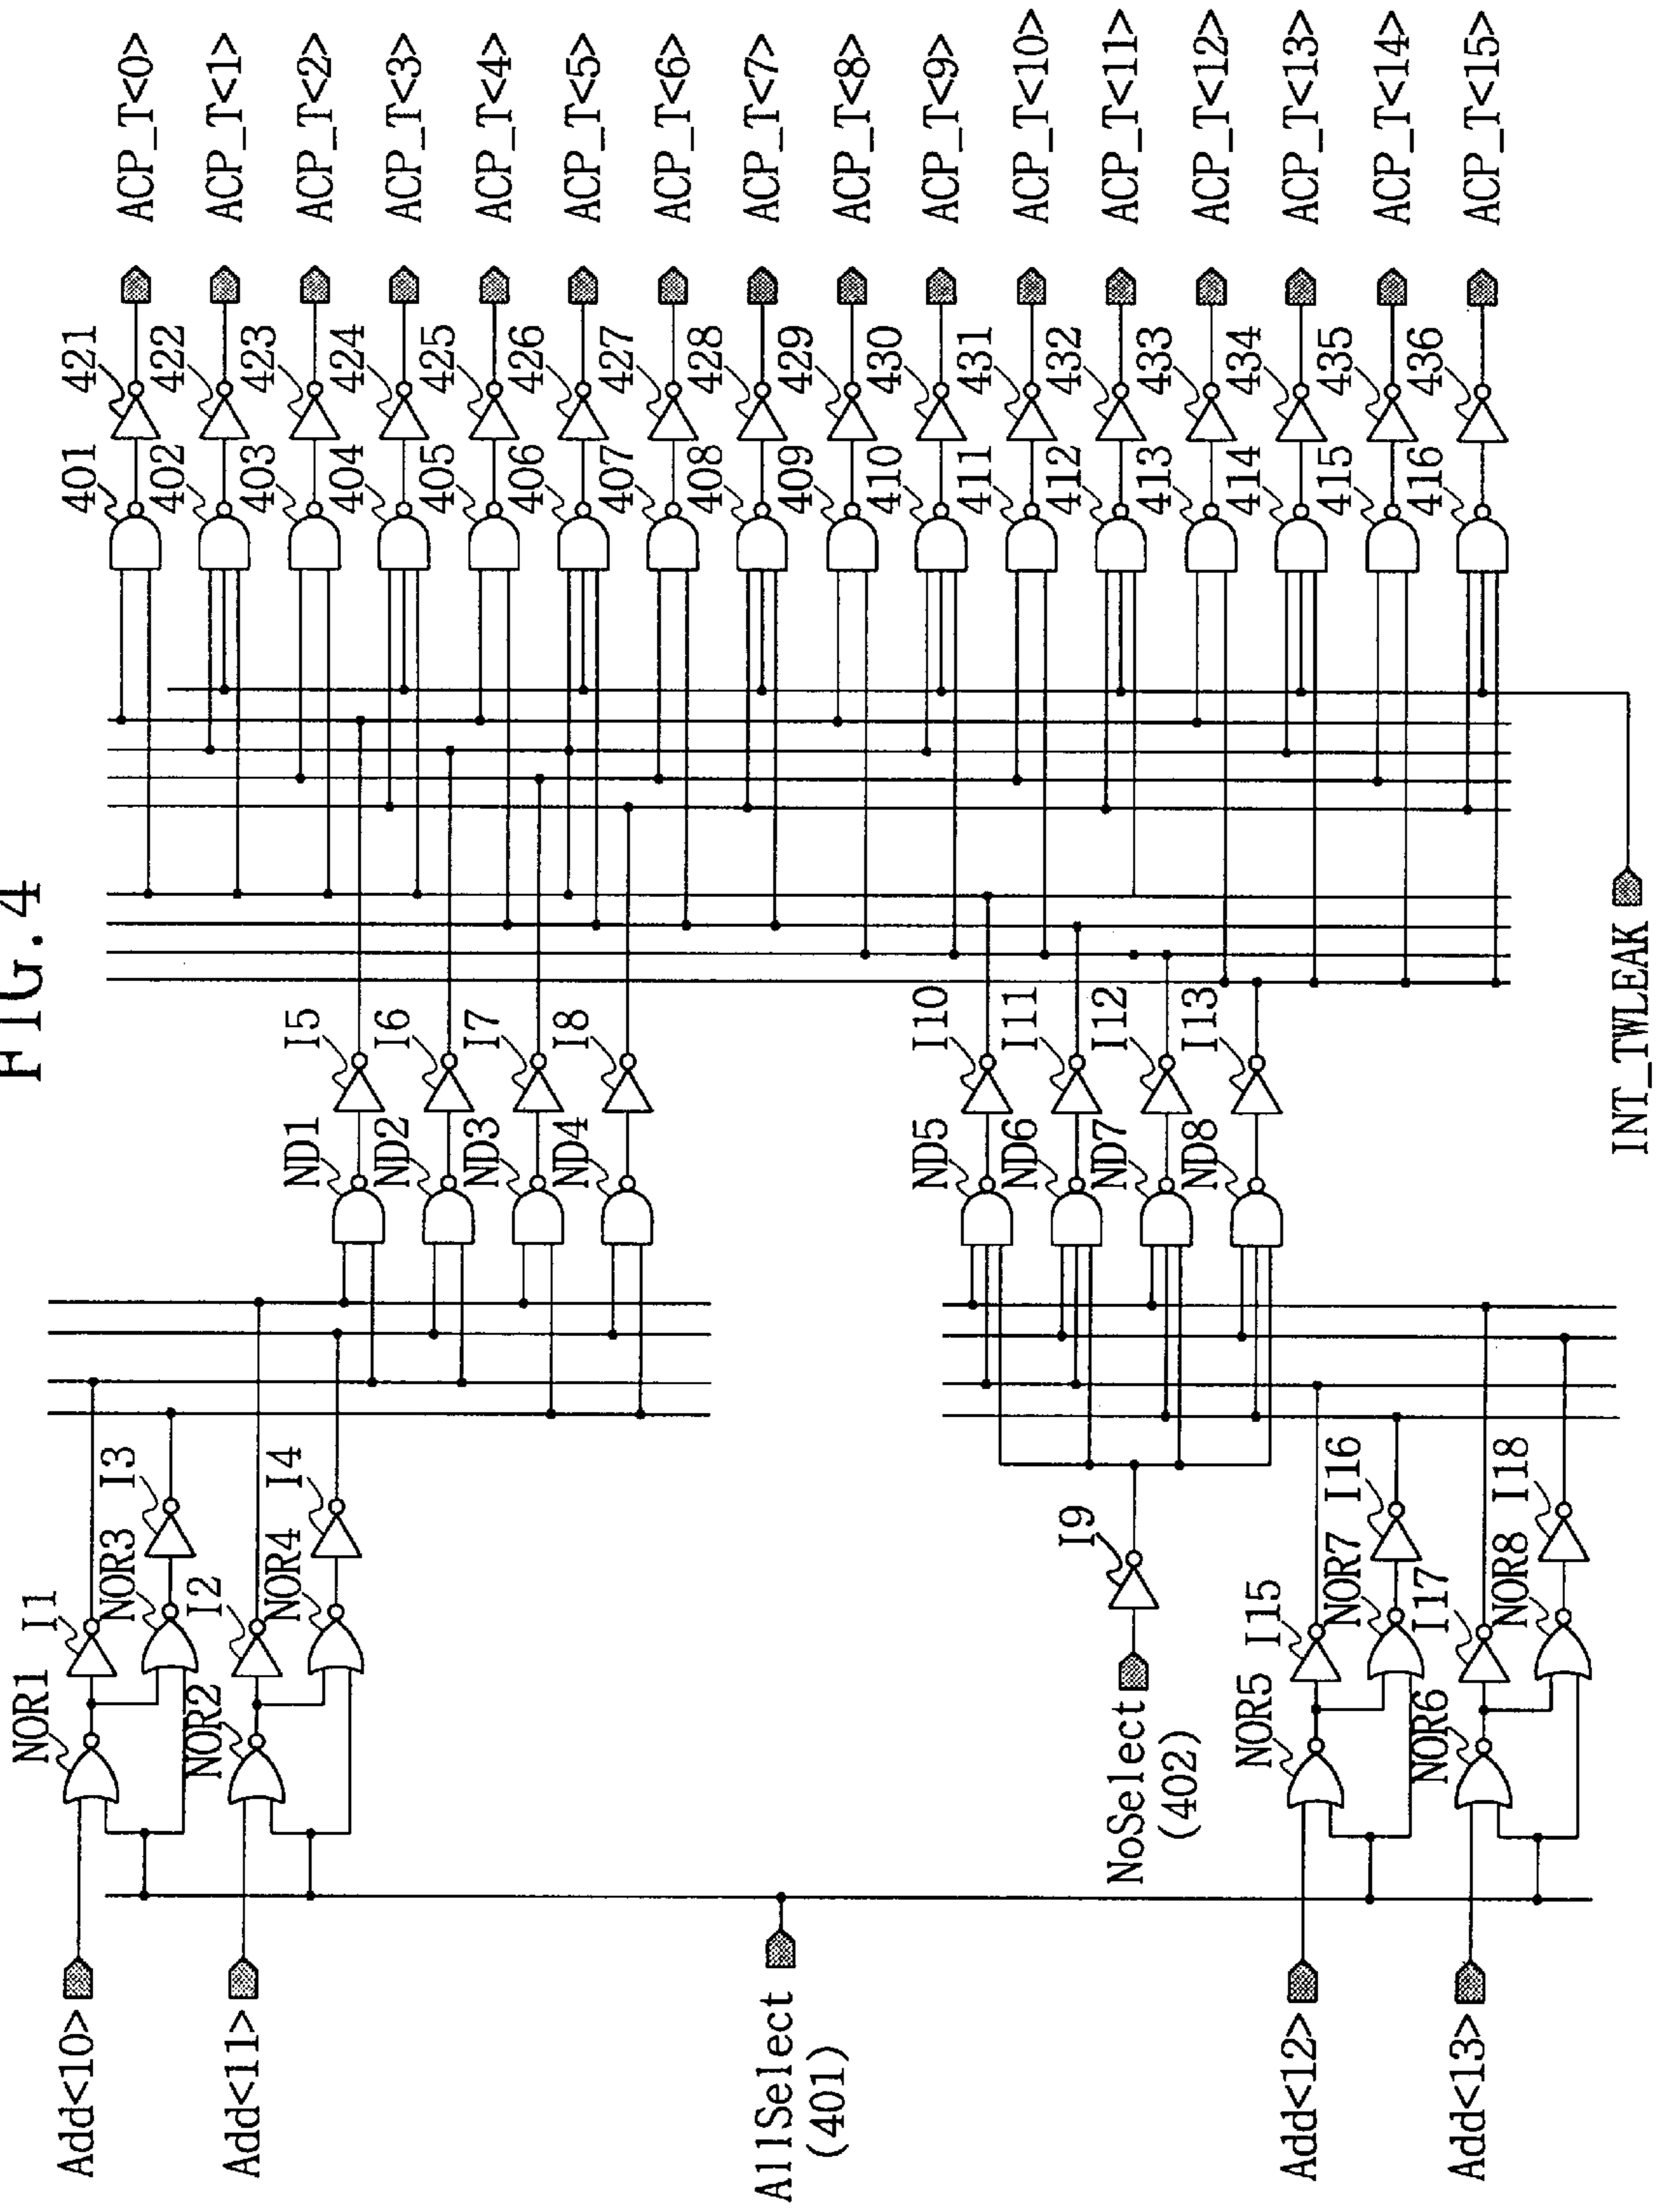 FIG.4
Add<10>
Add<11>
AllSelect
(401)
NoSelect
(402)
Add<12>
Add<13>
NOR1
I1
NOR3
I3
NOR2
I2
NOR4
I4
I9
NOR5
I15
NOR7
I16
NOR6
I17
NOR8
I18
ND1
I5
ND2
I6
ND3
I7
ND4
I8
ND5
I10
ND6
I11
ND7
I12
ND8
I13
INT_TWLEAK
401
421
ACP_T<0>
402
422
ACP_T<1>
403
423
ACP_T<2>
404
424
ACP_T<3>
405
425
ACP_T<4>
406
426
ACP_T<5>
407
427
ACP_T<6>
408
428
ACP_T<7>
409
429
ACP_T<8>
410
430
ACP_T<9>
411
431
ACP_T<10>
412
432
ACP_T<11>
413
433
ACP_T<12>
414
434
ACP_T<13>
415
435
ACP_T<14>
416
436
ACP_T<15>